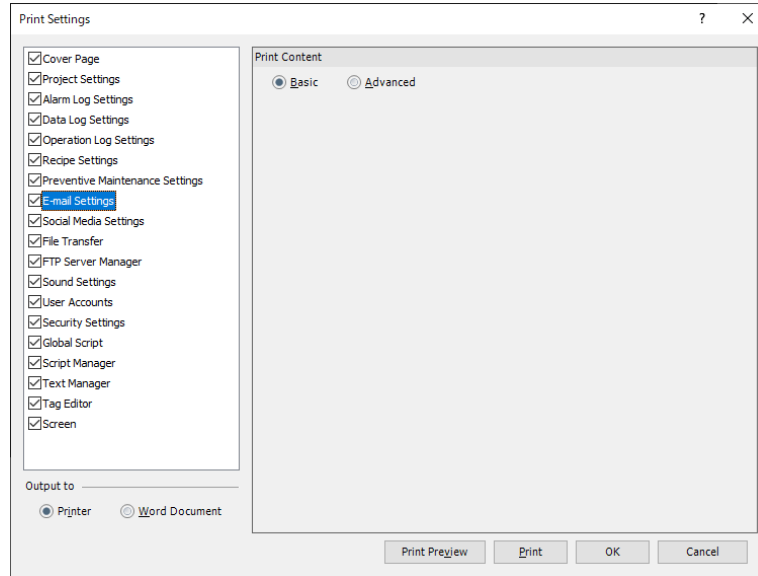 Print Settings
?
Cover Page
Project Settings
Alarm Log Settings
Data Log Settings
Operation Log Settings
Recipe Settings
Preventive Maintenance Settings
E-mail Settings
Social Media Settings
File Transfer
FTP Server Manager
Sound Settings
User Accounts
Security Settings
Global Script
Script Manager
Text Manager
Tag Editor
Screen
Output to
Printer Word Document
Print Content
Basic Advanced
Print Preview Print OK Cancel